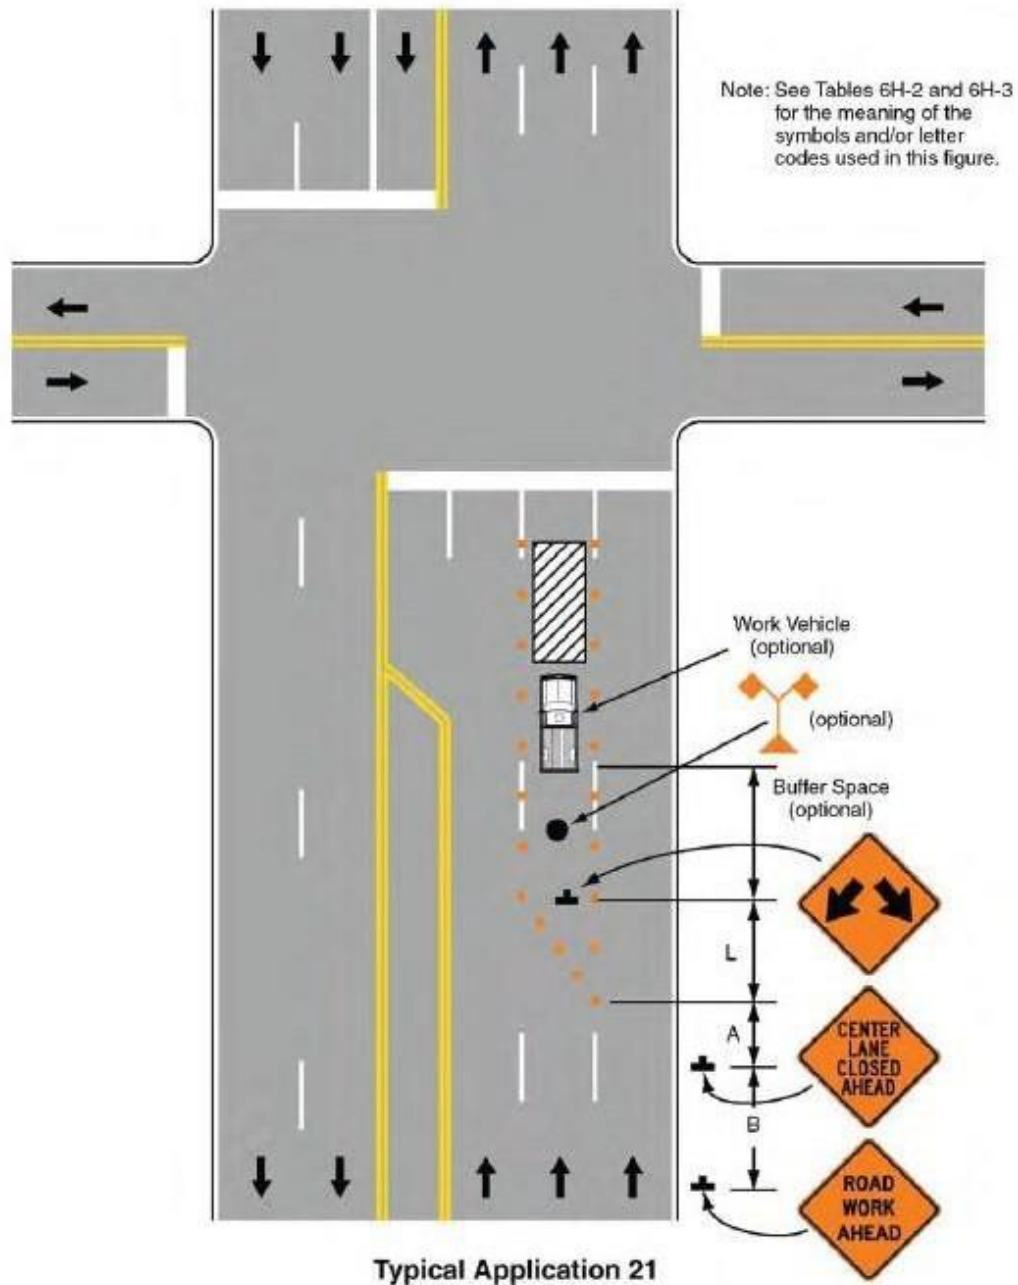 Note: See Tables 6H-2 and 6H-3
for the meaning of the
symbols and/or letter
codes used in this figure.
Work Vehicle
(optional)
(optional)
Buffer Space
(optional)
L
A
CENTER
LANE
CLOSED
AHEAD
B
ROAD
WORK
AHEAD
Typical Application 21